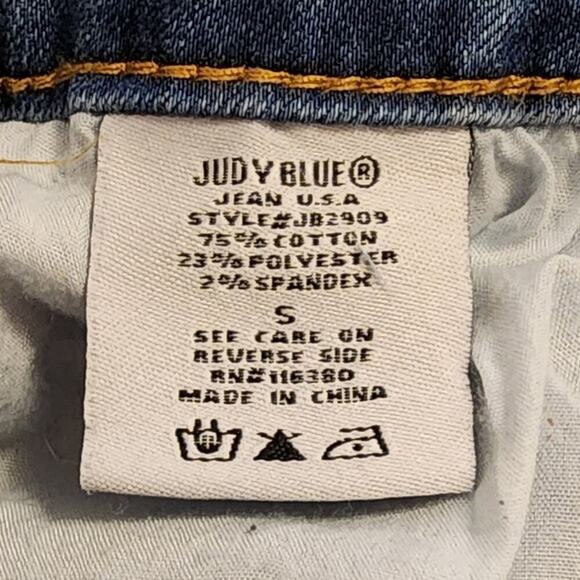 JUDY BLUE®
JEAN U.S.A
STYLE#JB2909
75%COTTON
23%POLYESTER
2%SPANDEX
S
SEE CARE ON
REVERSE SIDE
RN#116380
MADE IN CHINA